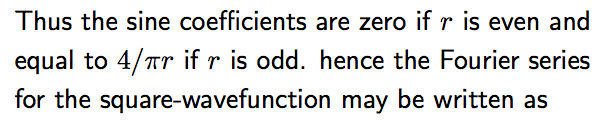 Thus the sine coefficients are zero if r is even and
equal to 4/πr if r is odd. hence the Fourier series
for the square-wavefunction may be written as